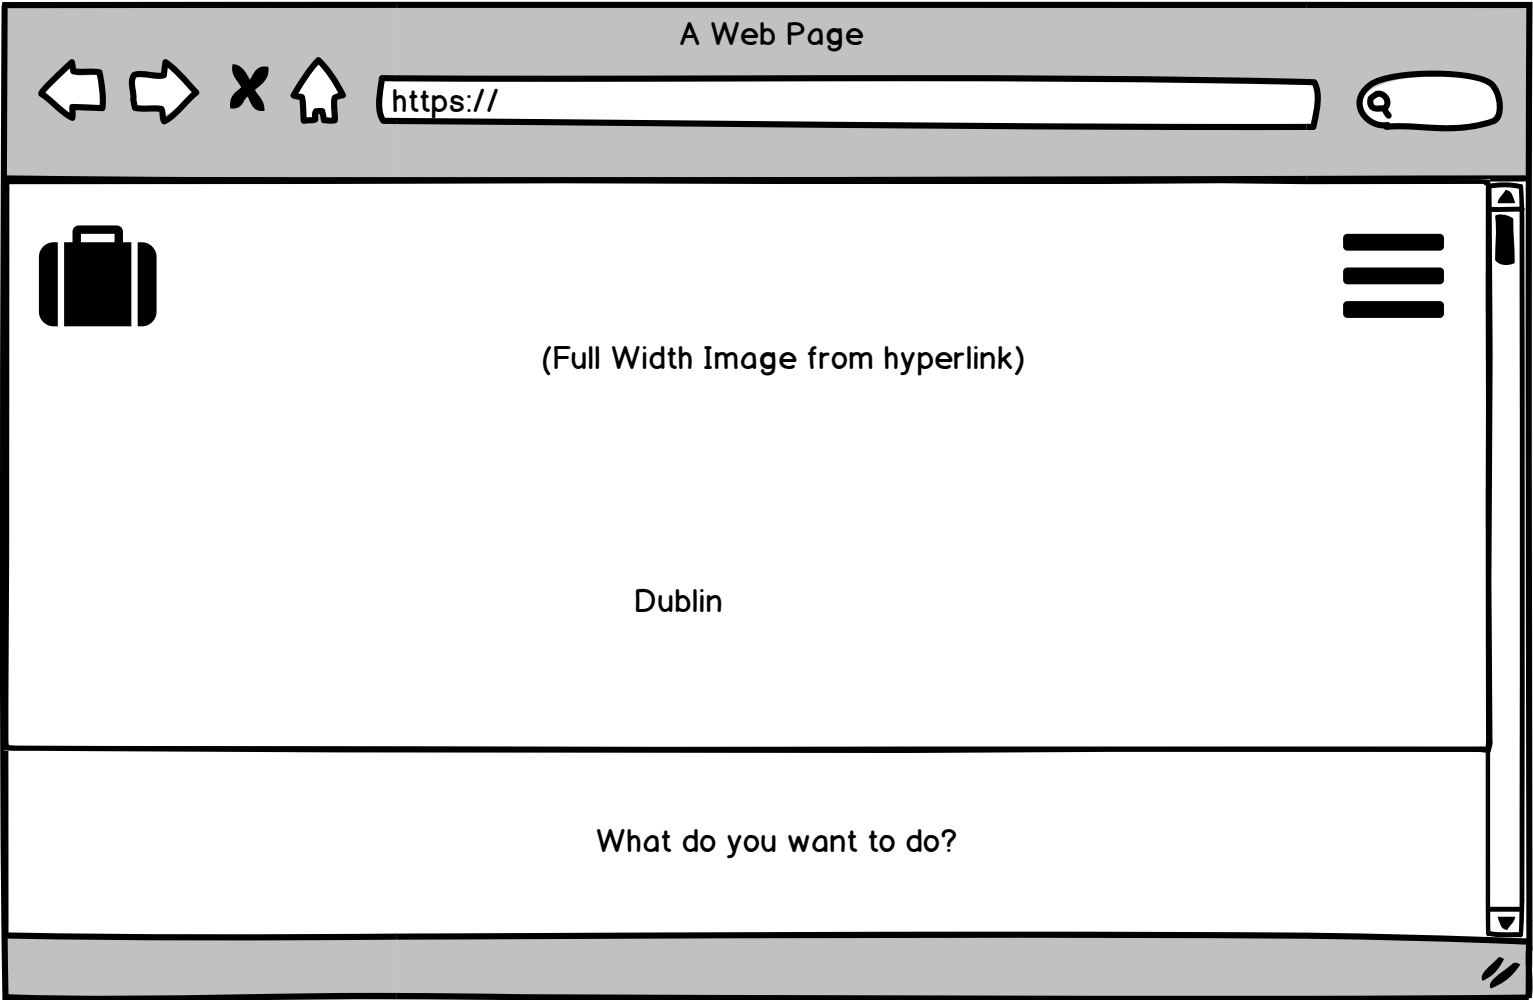 A Web Page
https://
(Full Width Image from hyperlink)
Dublin
What do you want to do?